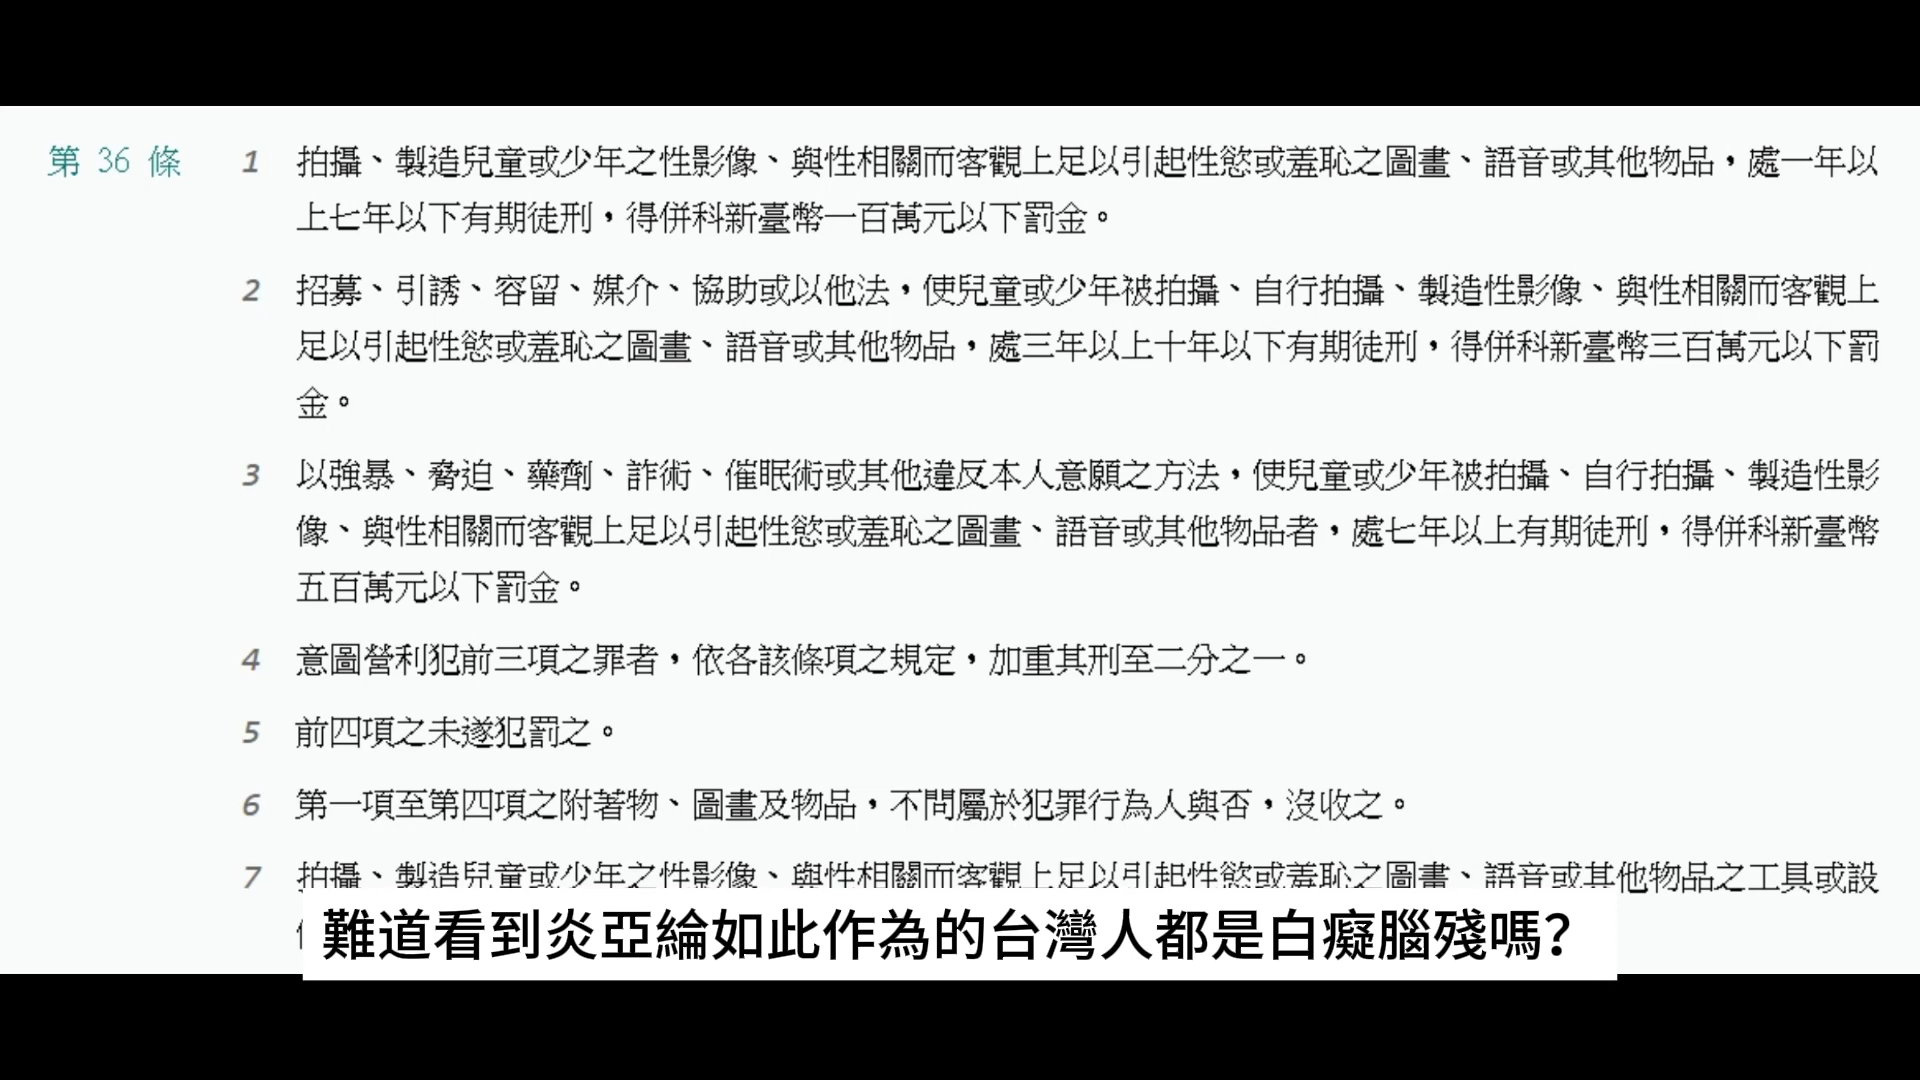 第 36 條
1 拍攝、製造兒童或少年之性影像、與性相關而客觀上足以引起性慾或羞恥之圖畫、語音或其他物品，處一年以
上七年以下有期徒刑，得併科新臺幣一百萬元以下罰金。
2 招募、引誘、容留、媒介、協助或以他法，使兒童或少年被拍攝、自行拍攝、製造性影像、與性相關而客觀上
足以引起性慾或羞恥之圖畫、語音或其他物品，處三年以上十年以下有期徒刑，得併科新臺幣三百萬元以下罰
金。
3 以強暴、脅迫、藥劑、詐術、催眠術或其他違反本人意願之方法，使兒童或少年被拍攝、自行拍攝、製造性影
像、與性相關而客觀上足以引起性慾或羞恥之圖畫、語音或其他物品者，處七年以上有期徒刑，得併科新臺幣
五百萬元以下罰金。
4 意圖營利犯前三項之罪者，依各該條項之規定，加重其刑至二分之一。
5 前四項之未遂犯罰之。
6 第一項至第四項之附著物、圖畫及物品，不問屬於犯罪行為人與否，沒收之。
7 拍攝、製造兒童或少年之性影像、與性相關而客觀上足以引起性慾或羞恥之圖畫、語音或其他物品之工具或設
難道看到炎亞綸如此作為的台灣人都是白癡腦殘嗎?